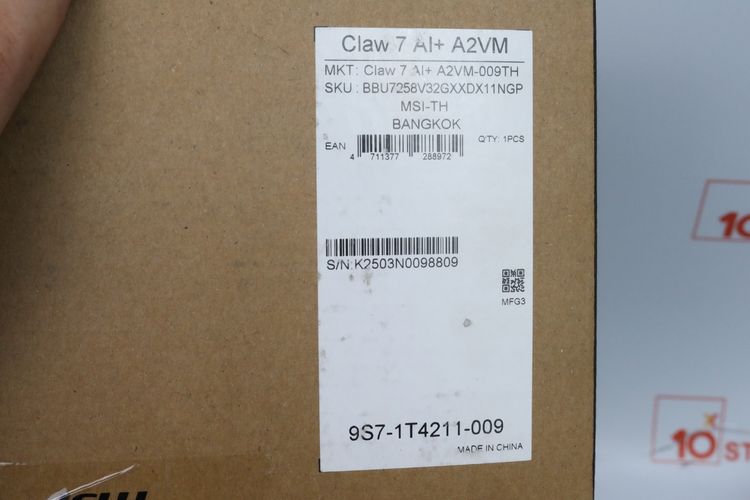 Claw 7 AI+ A2VM
MKT: Claw 7 AI+ A2VM-009TH
SKU : BBU7258V32GXXDX11NGP
MSI-TH
BANGKOK
EAN
Q'TY: 1PCS
4 711377 288972
S/N:K2503N0098809
MFG3
9S7-1T4211-009
MADE IN CHINA
10
10 ST